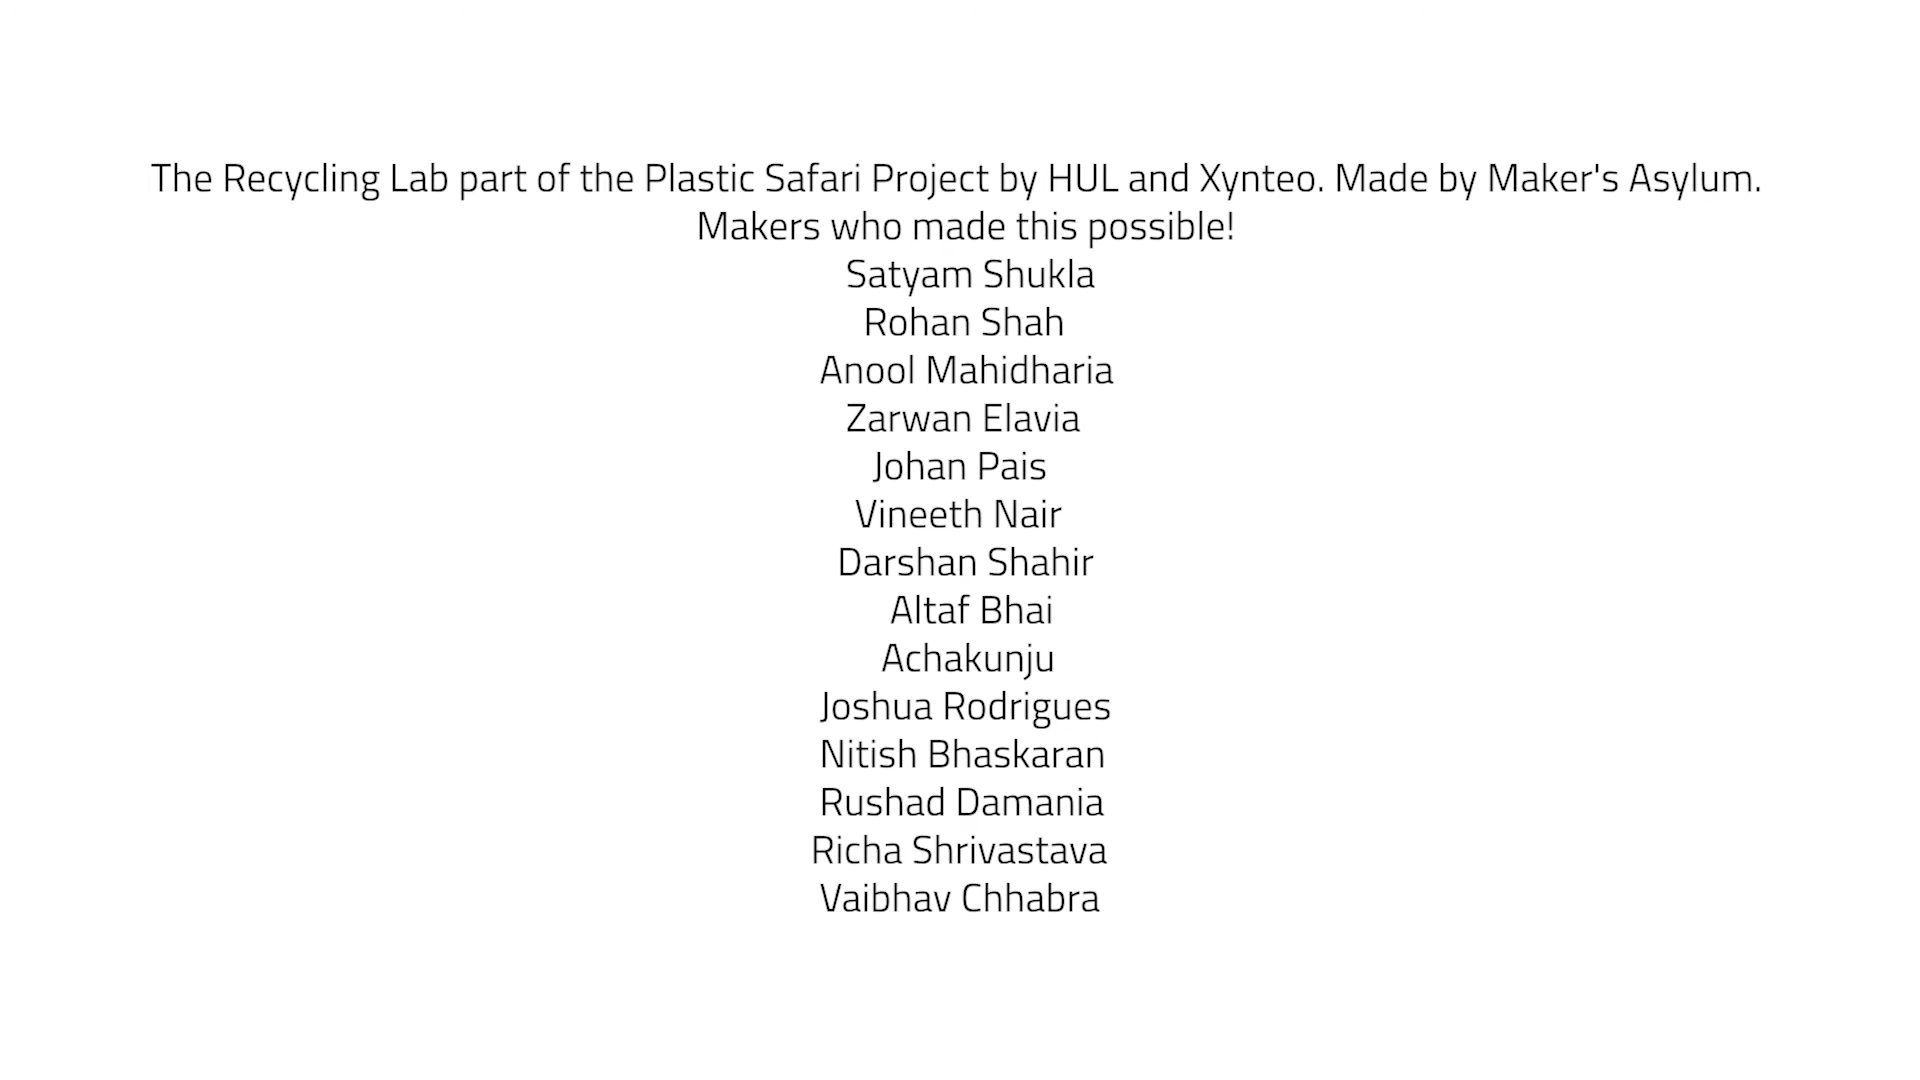 The Recycling Lab part of the Plastic Safari Project by HUL and Xynteo. Made by Maker's Asylum.
Makers who made this possible!
Satyam Shukla
Rohan Shah
Anool Mahidharia
Zarwan Elavia
Johan Pais
Vineeth Nair
Darshan Shahir
Altaf Bhai
Achakunju
Joshua Rodrigues
Nitish Bhaskaran
Rushad Damania
Richa Shrivastava
Vaibhav Chhabra